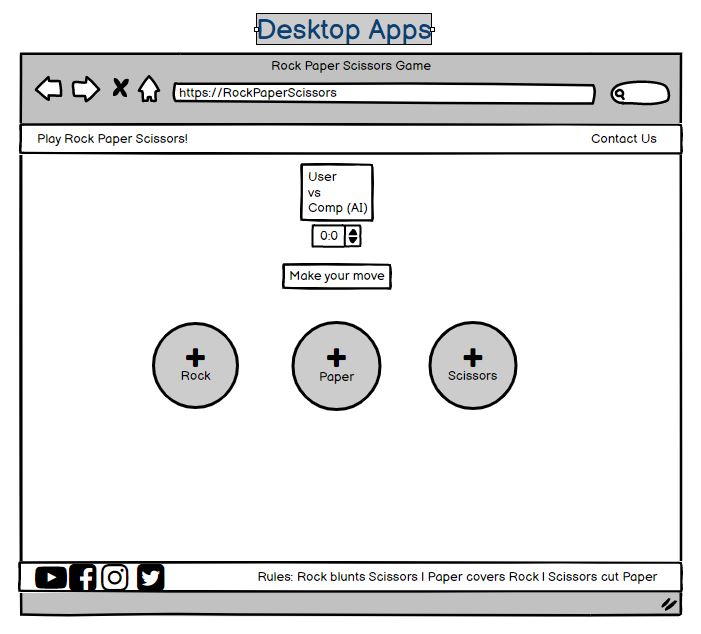 Desktop Apps
Rock Paper Scissors Game
https://RockPaperScissors
Play Rock Paper Scissors!
Contact Us
User
vs
Comp (AI)
0:0
Make your move
Rock
Paper
Scissors
Rules: Rock blunts Scissors | Paper covers Rock | Scissors cut Paper